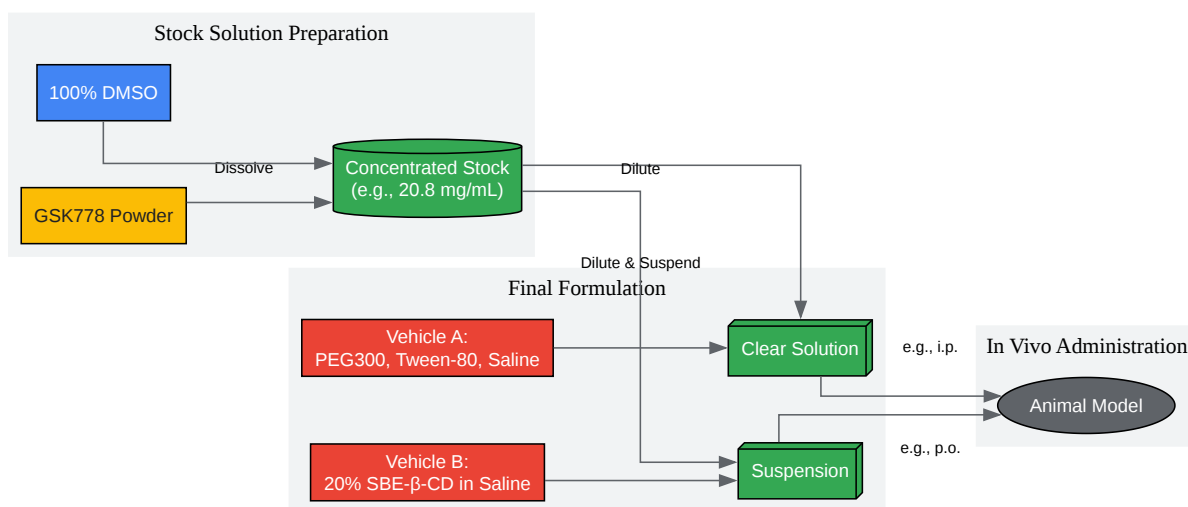 Stock Solution Preparation
100% DMSO
Dissolve
Concentrated Stock
(e.g., 20.8 mg/mL)
Dilute
GSK778 Powder
Dilute & Suspend
Final Formulation
Vehicle A:
PEG300, Tween-80, Saline
Clear Solution
e.g., i.p.
In Vivo Administration
Animal Model
Vehicle B:
20% SBE-β-CD in Saline
Suspension
e.g., p.o.